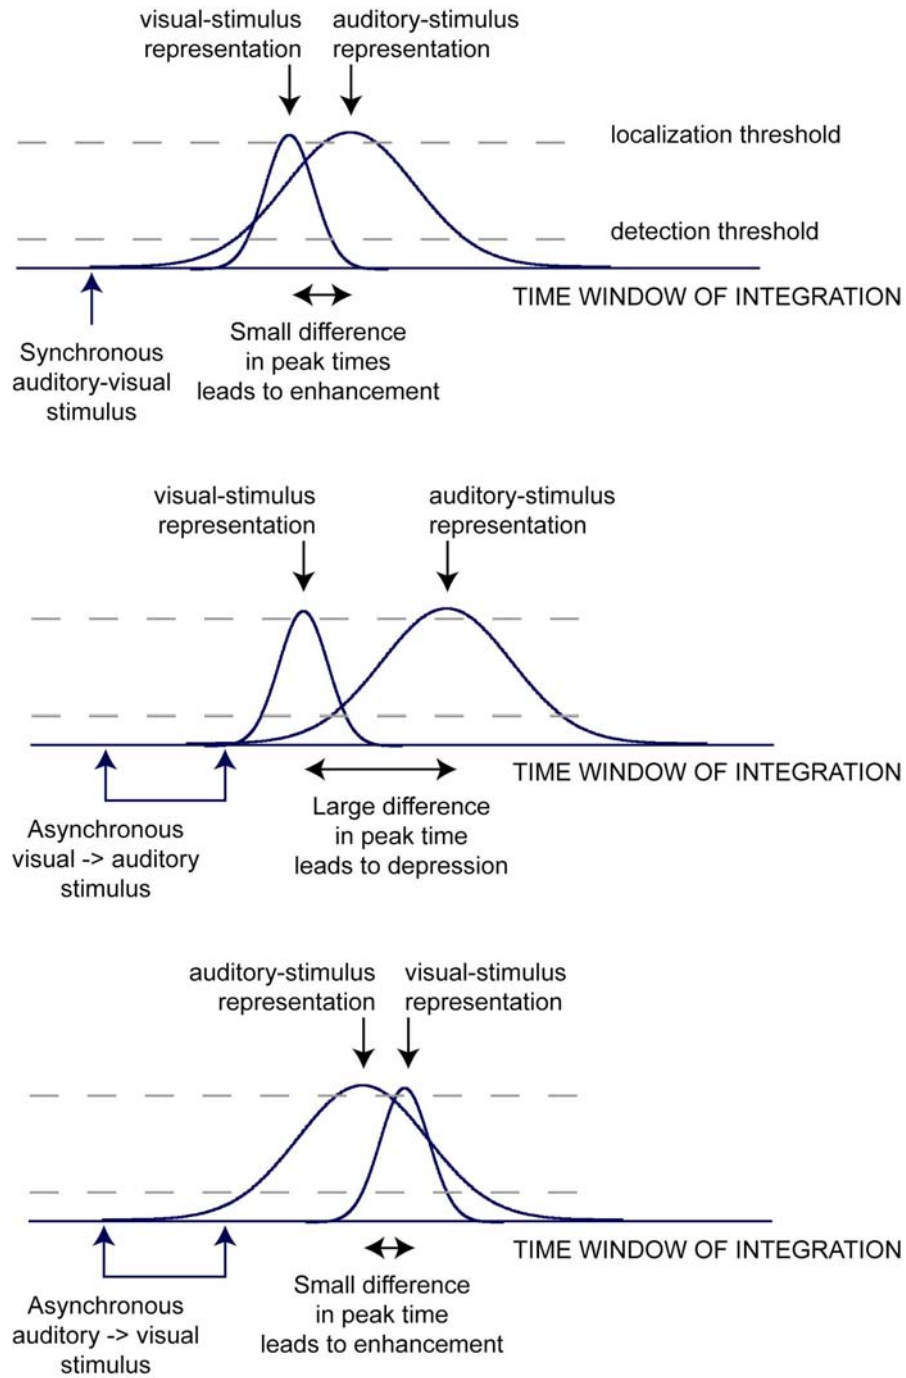 visual-stimulus
representation
auditory-stimulus
representation
localization threshold
detection threshold
TIME WINDOW OF INTEGRATION
Synchronous
auditory-visual
stimulus
Small difference
in peak times
leads to enhancement
visual-stimulus
representation
auditory-stimulus
representation
TIME WINDOW OF INTEGRATION
Asynchronous
visual -> auditory
stimulus
Large difference
in peak time
leads to depression
auditory-stimulus
representation
visual-stimulus
representation
TIME WINDOW OF INTEGRATION
Asynchronous
auditory -> visual
stimulus
Small difference
in peak time
leads to enhancement